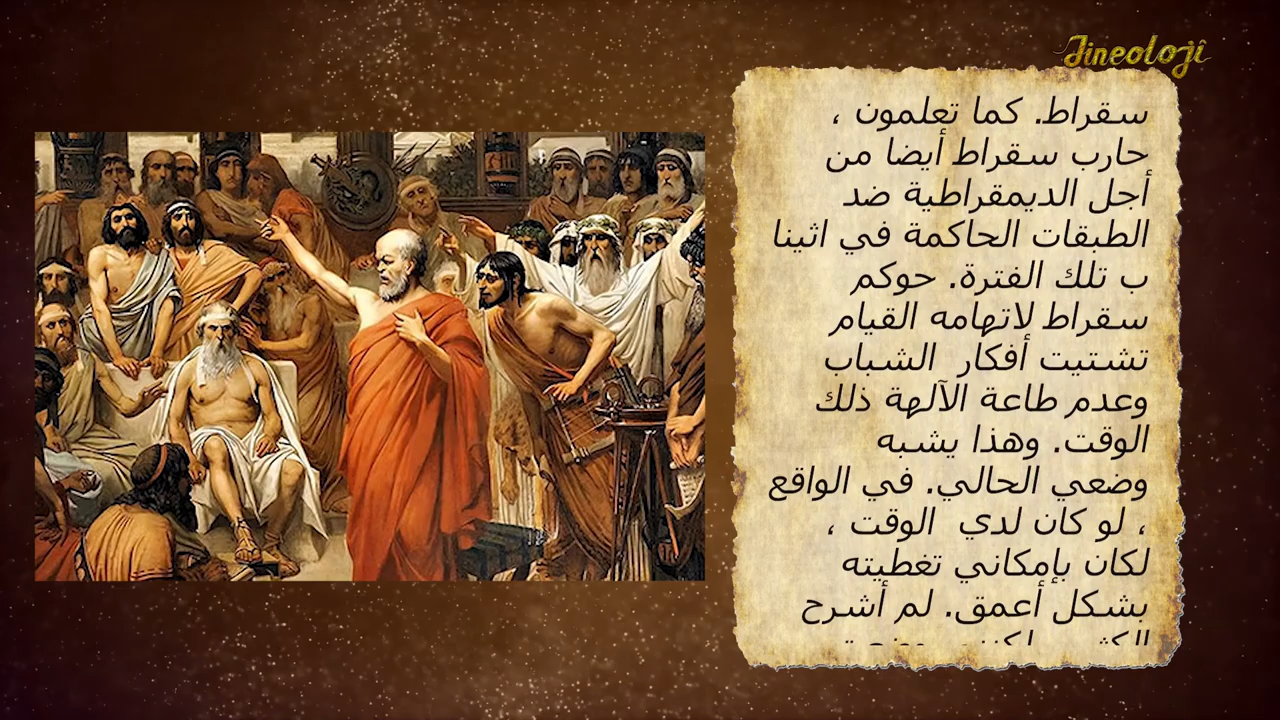 Jineolojî
سقراط. كما تعلمون ،
حارب سقراط أيضا من
أجل الديمقراطية ضد
الطبقات الحاكمة في اثينا
ب تلك الفترة. حوكم
سقراط لاتهامه القيام
تشتيت أفكار الشباب
وعدم طاعة الآلهة ذلك
الوقت. وهذا يشبه
وضعي الحالي. في الواقع
، لو كان لدي الوقت ،
لكان بإمكاني تغطيته
بشكل أعمق. لم أشرح